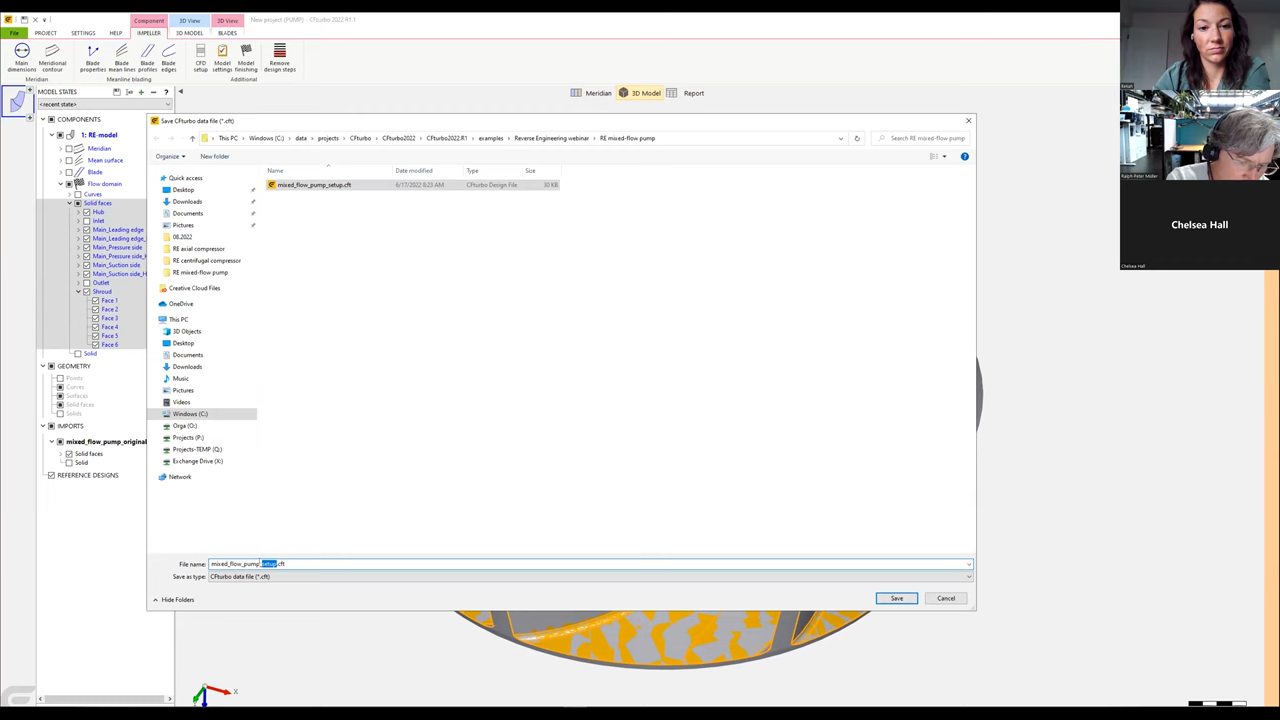 Component
3D View
3D View
New project (PUMP) - CFturbo 2022 R1.1
File
PROJECT
SETTINGS
HELP
IMPELLER
3D MODEL
BLADES
Main dimensions
Meridional contour
Blade properties
Blade mean lines
Blade profiles
Blade edges
CFD setup
Model settings
Model finishing
Remove design steps
Meridian
Meanline blading
Additional
MODEL STATES
<recent state>
Meridian
3D Model
Report
COMPONENTS
1: RE-model
Meridian
Mean surface
Blade
Flow domain
Curves
Solid faces
Hub
Inlet
Main_Leading edge
Main_Leading edge_
Main_Pressure side
Main_Pressure side_H
Main_Suction side
Main_Suction side_H
Outlet
Shroud
Face 1
Face 2
Face 3
Face 4
Face 5
Face 6
Solid
GEOMETRY
Points
Curves
Surfaces
Solid faces
Solids
IMPORTS
mixed_flow_pump_original
Solid faces
Solid
REFERENCE DESIGNS
Save CFturbo data file (*.cft)
This PC > Windows (C:) > data > projects > CFturbo > CFturbo2022 > CFturbo2022.R1 > examples > Reverse Engineering webinar > RE mixed-flow pump
Search RE mixed-flow pump
Organize
New folder
Name
Date modified
Type
Size
mixed_flow_pump_setup.cft
6/17/2022 8:23 AM
CFturbo Design File
30 KB
Quick access
Desktop
Downloads
Documents
Pictures
08.2022
RE axial compressor
RE centrifugal compressor
RE mixed-flow pump
Creative Cloud Files
OneDrive
This PC
3D Objects
Desktop
Documents
Downloads
Music
Pictures
Videos
Windows (C:)
Orga (O:)
Projects (P:)
Projects-TEMP (Q:)
Exchange Drive (X:)
Network
File name:
mixed_flow_pump_setup.cft
Save as type:
CFturbo data file (*.cft)
Hide Folders
Save
Cancel
X
Ralph-Peter Müller
Chelsea Hall
Chelsea Hall